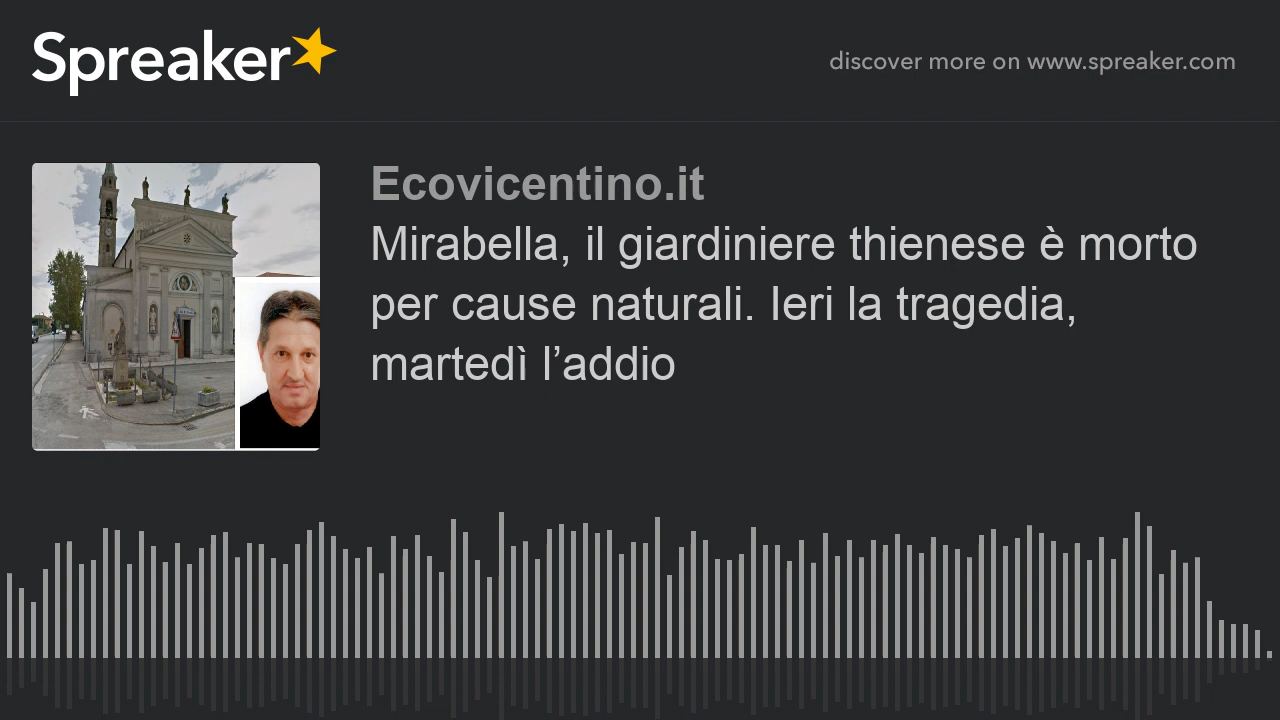 Spreaker
discover more on www.spreaker.com
Ecovicentino.it
Mirabella, il giardiniere thienese è morto
per cause naturali. Ieri la tragedia,
martedì l’addio